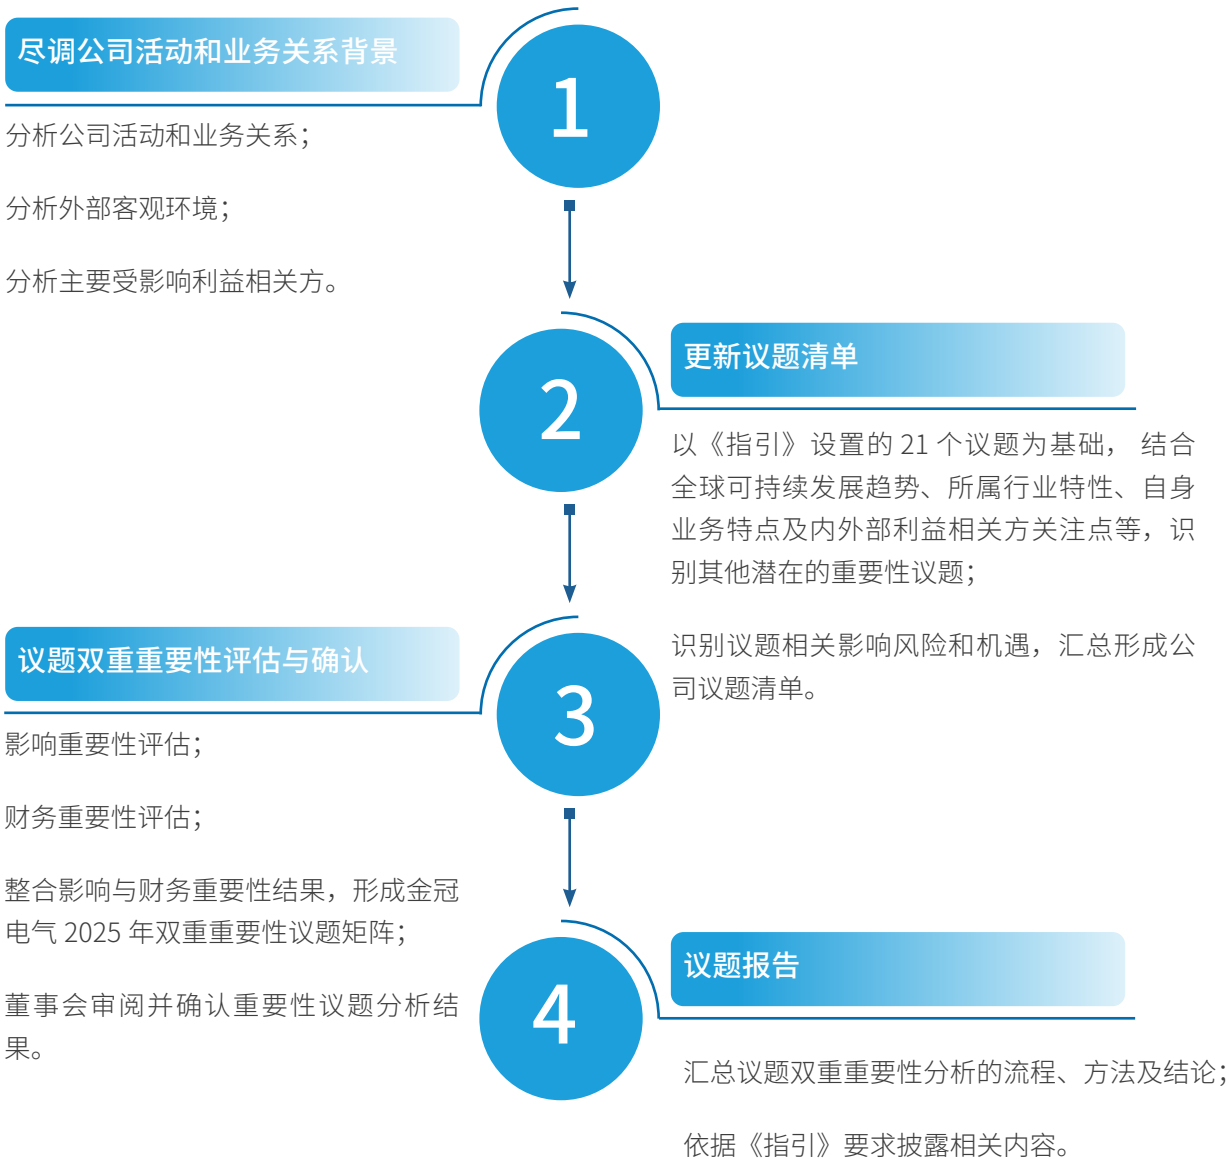 尽调公司活动和业务关系背景
1
分析公司活动和业务关系；
分析外部客观环境；
分析主要受影响利益相关方。
2
更新议题清单
以《指引》设置的 21 个议题为基础， 结合
全球可持续发展趋势、所属行业特性、自身
业务特点及内外部利益相关方关注点等，识
别其他潜在的重要性议题；
识别议题相关影响风险和机遇，汇总形成公
司议题清单。
议题双重重要性评估与确认
3
影响重要性评估；
财务重要性评估；
整合影响与财务重要性结果，形成金冠
电气 2025 年双重重要性议题矩阵；
董事会审阅并确认重要性议题分析结
果。
4
议题报告
汇总议题双重重要性分析的流程、方法及结论；
依据《指引》要求披露相关内容。